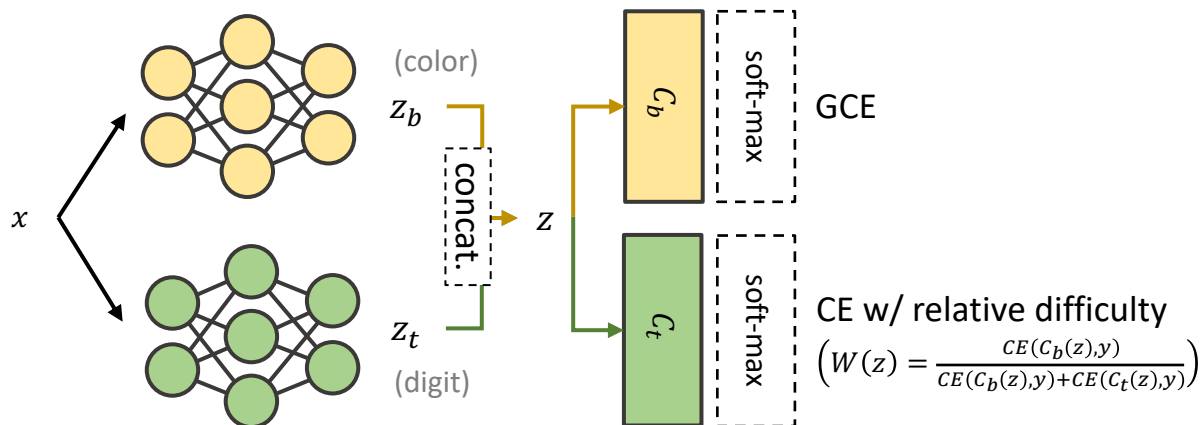 x
(color)
z_b
concat.
z
z_t
(digit)
C_b
soft-max
GCE
C_t
soft-max
CE w/ relative difficulty
(W(z) = CE(C_b(z),y) / CE(C_b(z),y)+CE(C_t(z),y))